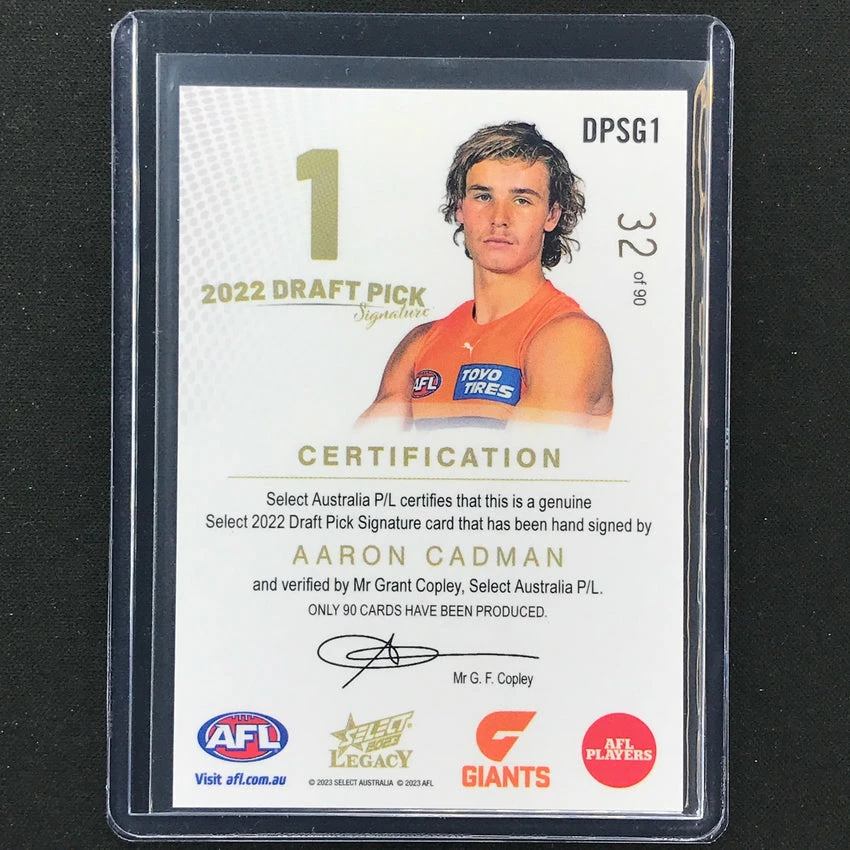 DPSG1
1
2022 DRAFT PICK
Signature
32 of 90
AFL
TOYO
TIRES
CERTIFICATION
Select Australia P/L certifies that this is a genuine
Select 2022 Draft Pick Signature card that has been hand signed by
AARON CADMAN
and verified by Mr Grant Copley, Select Australia P/L.
ONLY 90 CARDS HAVE BEEN PRODUCED.
Mr G. F. Copley
AFL
Visit afl.com.au
SELECT
2023
LEGACY
© 2023 SELECT AUSTRALIA © 2023 AFL
G
GIANTS
AFL
PLAYERS